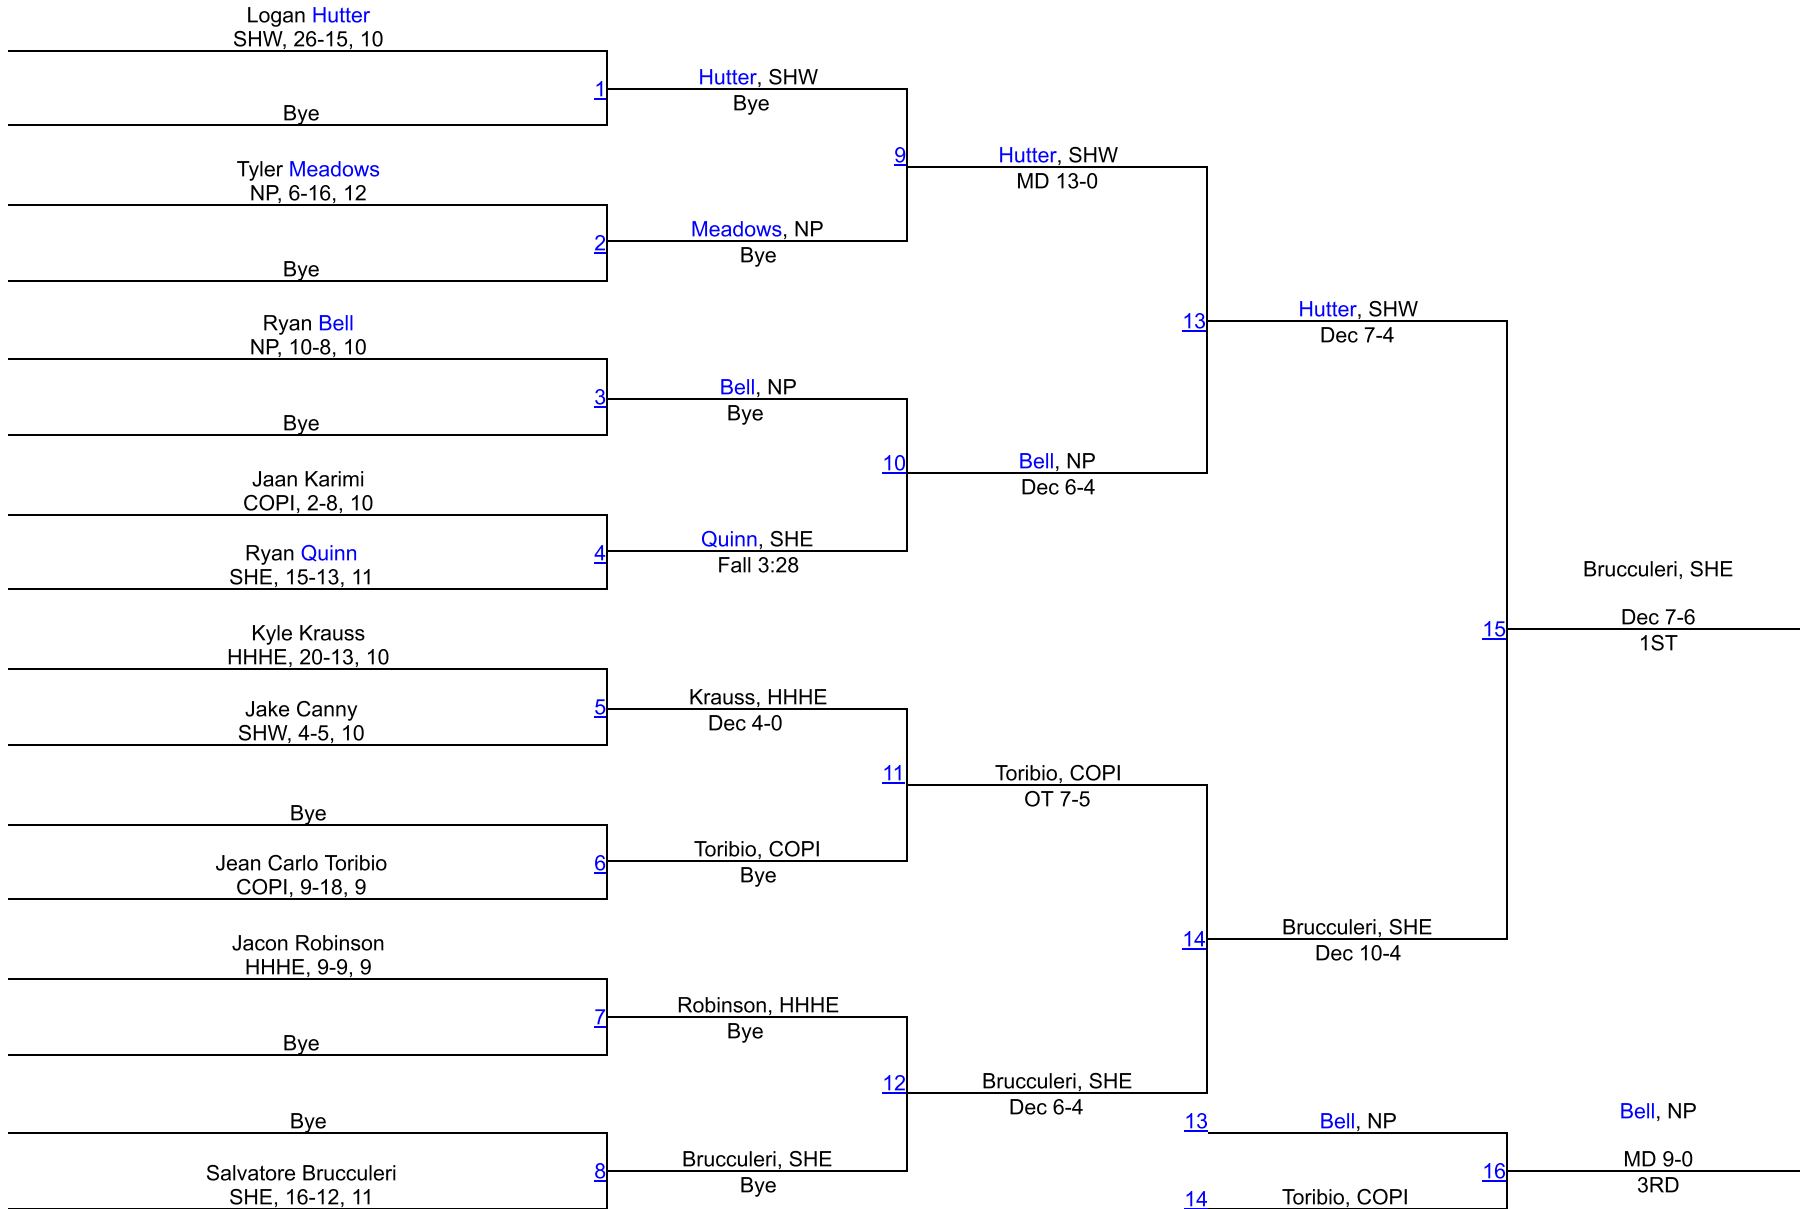 Logan Hutter
SHW, 26-15, 10
Bye
1
Tyler Meadows
NP, 6-16, 12
Bye
2
Ryan Bell
NP, 10-8, 10
Bye
3
Jaan Karimi
COPI, 2-8, 10
Ryan Quinn
SHE, 15-13, 11
4
Kyle Krauss
HHHE, 20-13, 10
Jake Canny
SHW, 4-5, 10
5
Bye
Jean Carlo Toribio
COPI, 9-18, 9
6
Jacon Robinson
HHHE, 9-9, 9
Bye
7
Bye
Salvatore Brucculeri
SHE, 16-12, 11
8
Hutter, SHW
Bye
9
Meadows, NP
Bye
Bell, NP
Bye
10
Quinn, SHE
Fall 3:28
Krauss, HHHE
Dec 4-0
11
Toribio, COPI
Bye
Robinson, HHHE
Bye
12
Brucculeri, SHE
Bye
Hutter, SHW
MD 13-0
13
Bell, NP
Dec 6-4
Toribio, COPI
OT 7-5
14
Brucculeri, SHE
Dec 6-4
Hutter, SHW
Dec 7-4
15
Brucculeri, SHE
Dec 10-4
Brucculeri, SHE
Dec 7-6
1ST
13
Bell, NP
16
14
Toribio, COPI
Bell, NP
MD 9-0
3RD